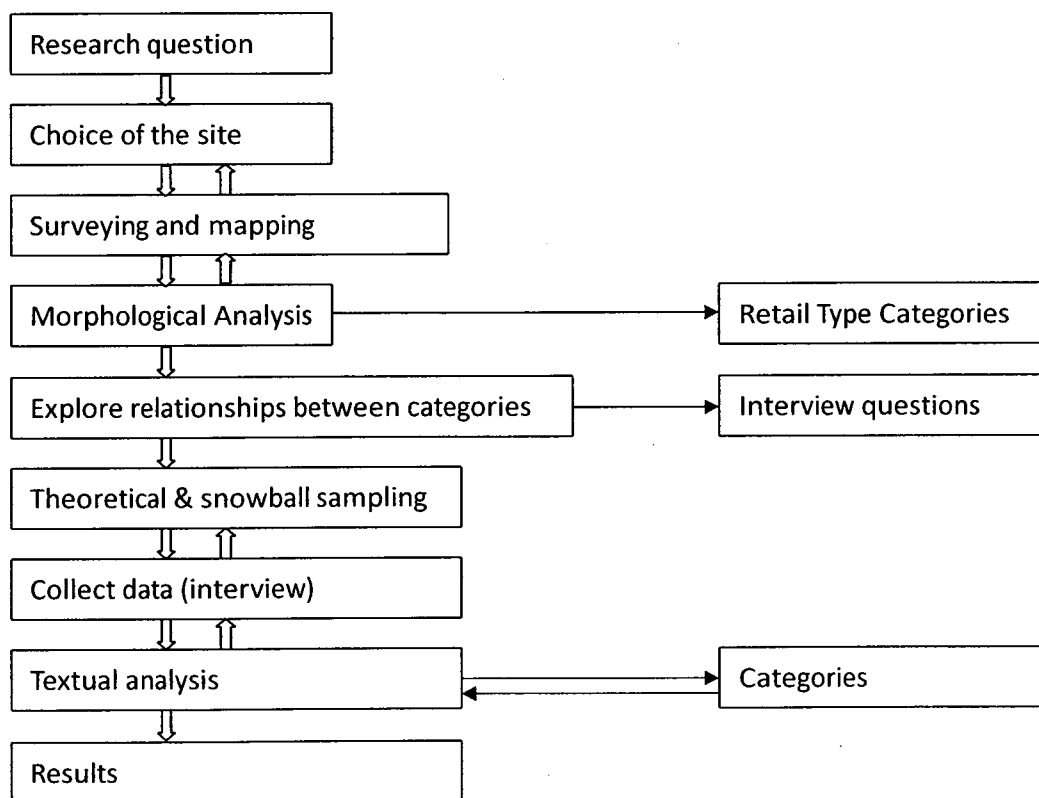 Research question
Choice of the site
Surveying and mapping
Morphological Analysis
Retail Type Categories
Explore relationships between categories
Interview questions
Theoretical & snowball sampling
Collect data (interview)
Textual analysis
Categories
Results